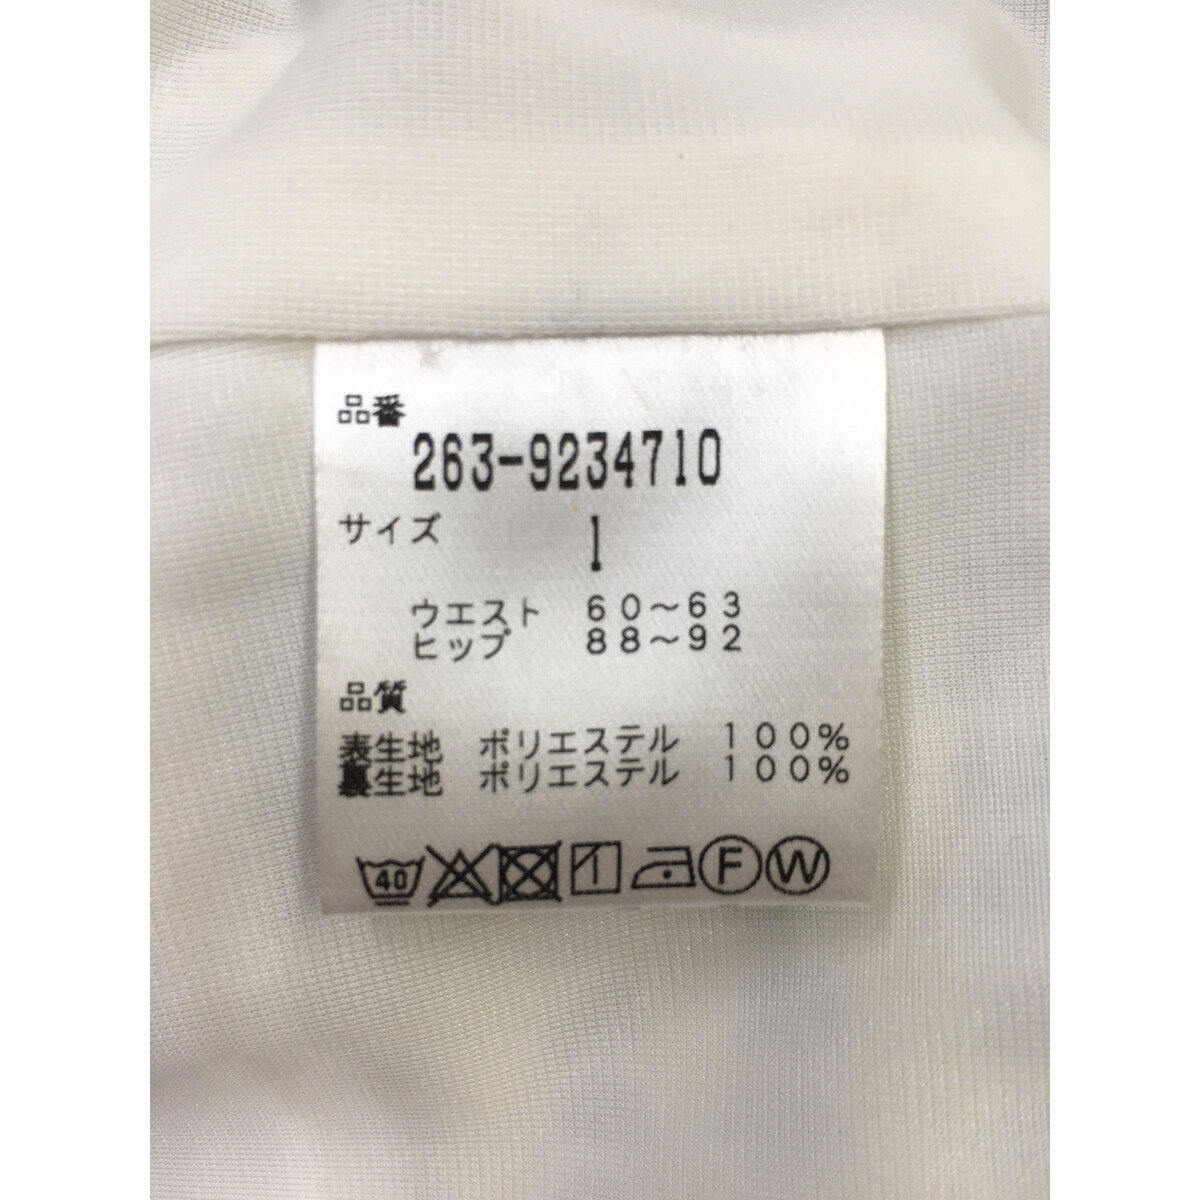 品番
263-9234710
サイズ 1
ウエスト 60～63
ヒップ 88～92
品質
表生地 ポリエステル 100%
裏生地 ポリエステル 100%
40 1 F W